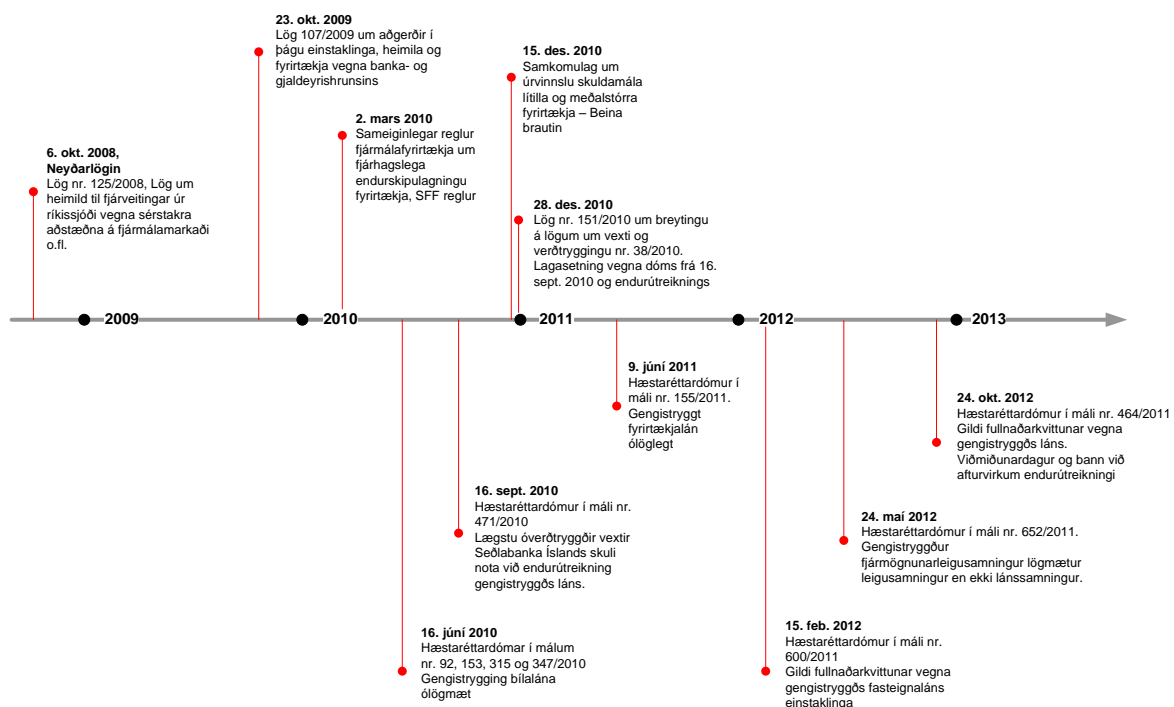 23. okt. 2009
Lög 107/2009 um aðgerðir í
þágu einstaklinga, heimila og
fyrirtækja vegna banka- og
gjaldeyrishrunsins
15. des. 2010
Samkomulag um
úrvinnslu skuldamála
lítilla og meðalstórra
fyrirtækja – Beina
brautin
2. mars 2010
Sameiginlegar reglur
fjármálafyrirtækja um
fjárhagslega
endurskipulagningu
fyrirtækja, SFF reglur
6. okt. 2008,
Neyðarlögin
Lög nr. 125/2008, Lög um
heimild til fjárveitingar úr
ríkissjóði vegna sérstakra
aðstæðna á fjármálamarkaði
o.fl.
28. des. 2010
Lög nr. 151/2010 um breytingu
á lögum um vexti og
verðtryggingu nr. 38/2010.
Lagasetning vegna dóms frá 16.
sept. 2010 og endurútreiknings
2009
2010
2011
2012
2013
9. júní 2011
Hæstaréttardómur í
máli nr. 155/2011.
Gengistryggt
fyrirtækjalán
ólöglegt
24. okt. 2012
Hæstaréttardómur í máli nr. 464/2011
Gildi fullnaðarkvittunar vegna
gengistryggðs láns.
Viðmiðunardagur og bann við
afturvirkum endurútreikningi
16. sept. 2010
Hæstaréttardómur í máli nr.
471/2010
Lægstu óverðtryggðir vextir
Seðlabanka Íslands skuli
nota við endurútreikning
gengistryggðs láns.
24. maí 2012
Hæstaréttardómur í máli nr. 652/2011.
Gengistryggður
fjármögnunarleigusamningur lögmætur
leigusamningur en ekki lánssamningur.
16. júní 2010
Hæstaréttardómar í málum
nr. 92, 153, 315 og 347/2010
Gengistrygging bílalána
ólögmæt
15. feb. 2012
Hæstaréttardómur í máli nr.
600/2011
Gildi fullnaðarkvittunar vegna
gengistryggðs fasteignaláns
einstaklinga